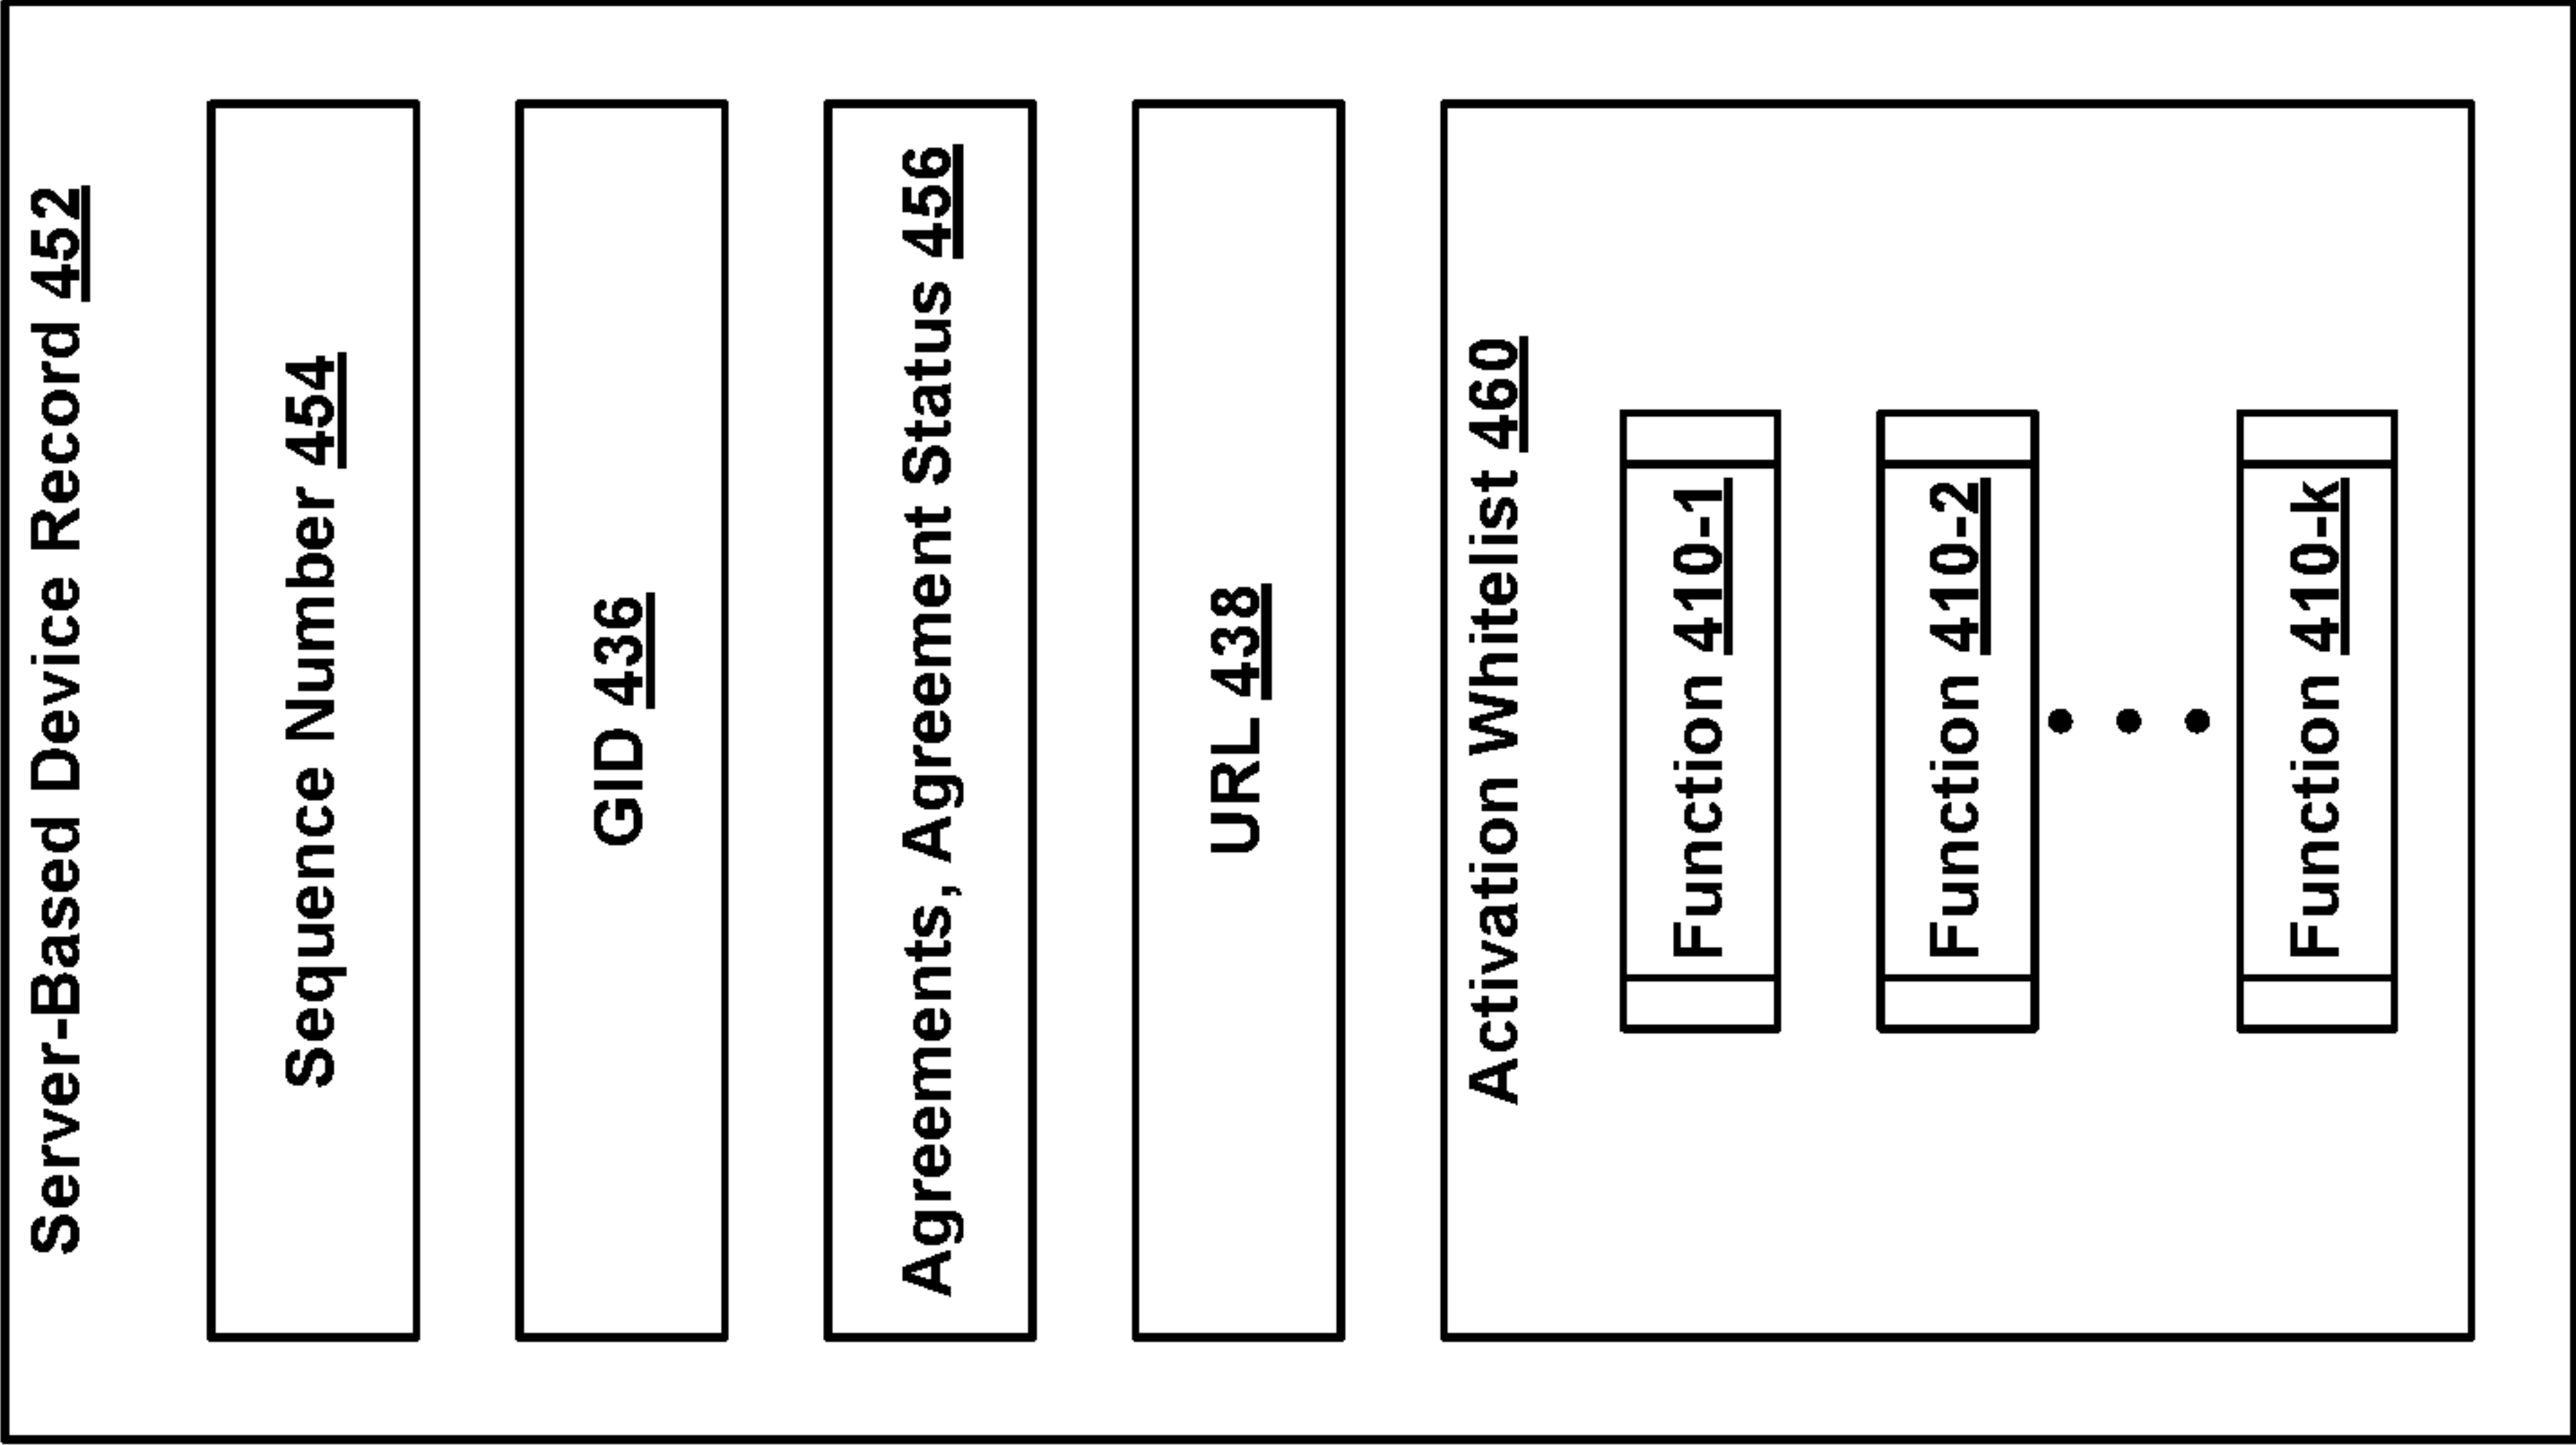 Server-Based Device Record 452
Sequence Number 454
GID 436
Agreements, Agreement Status 456
URL 438
Activation Whitelist 460
Function 410-1
Function 410-2
Function 410-k